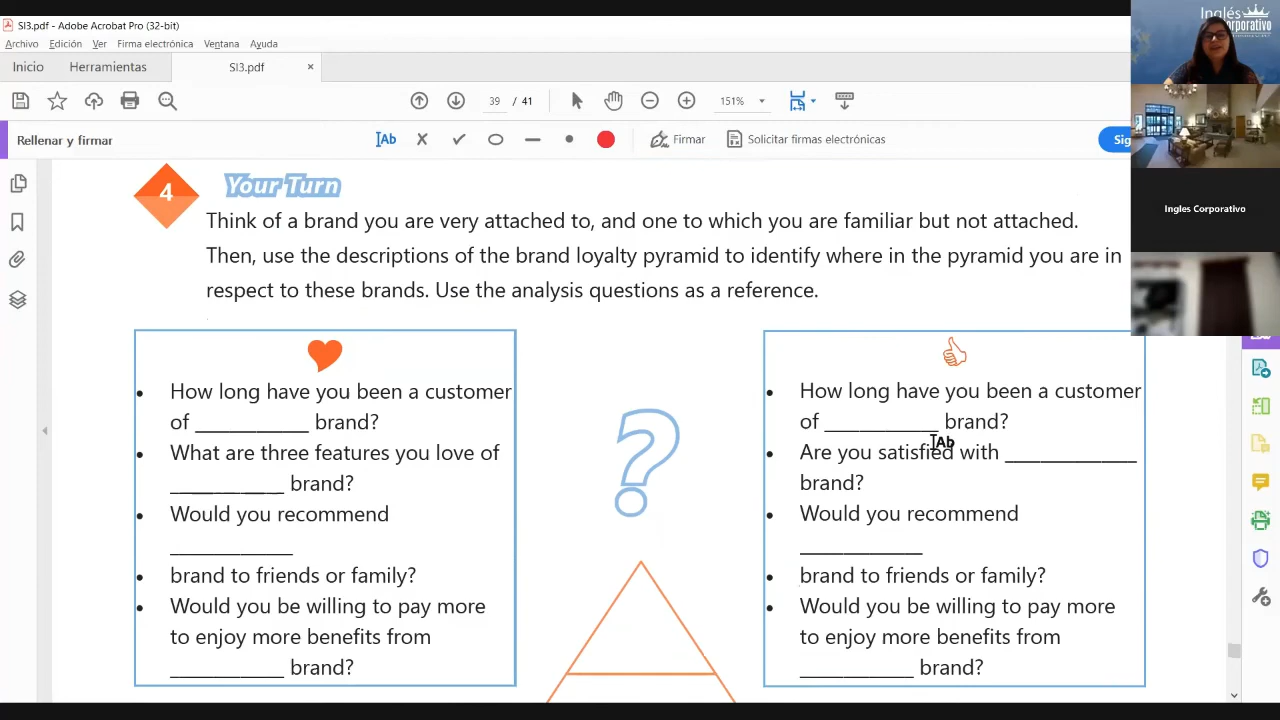 SI3.pdf - Adobe Acrobat Pro (32-bit)
Archivo Edición Ver Firma electrónica Ventana Ayuda
Inicio Herramientas SI3.pdf ×
39 / 41 151%
Rellenar y firmar
Ab Firmar Solicitar firmas electrónicas Sig
4 Your Turn
Think of a brand you are very attached to, and one to which you are familiar but not attached.
Then, use the descriptions of the brand loyalty pyramid to identify where in the pyramid you are in
respect to these brands. Use the analysis questions as a reference.
• How long have you been a customer
of ___________ brand?
• What are three features you love of
___________ brand?
• Would you recommend
____________
• brand to friends or family?
• Would you be willing to pay more
to enjoy more benefits from
___________ brand?
?
• How long have you been a customer
of ___________ brand?
Ab
• Are you satisfied with _____________
brand?
• Would you recommend
____________
• brand to friends or family?
• Would you be willing to pay more
to enjoy more benefits from
___________ brand?
Inglés
orporativo
Ingles Corporativo